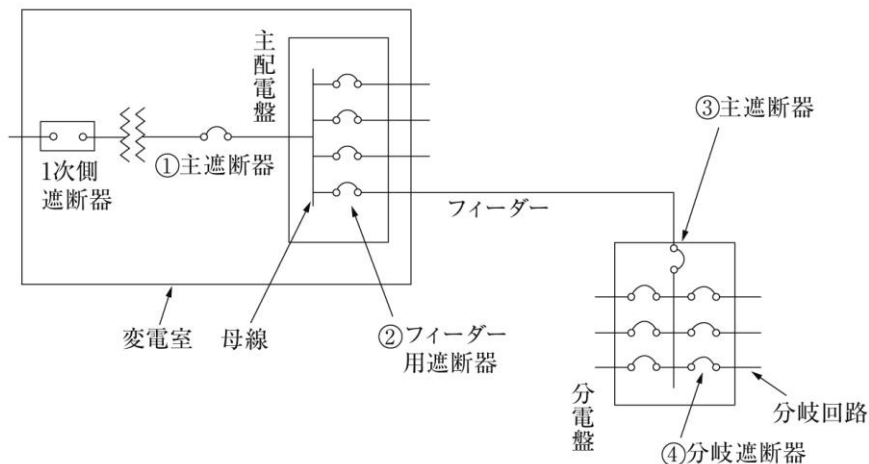 主配電盤
①主遮断器
1次側
遮断器
フィーダー
③主遮断器
変電室
母線
②フィーダー
用遮断器
分電盤
分岐回路
④分岐遮断器